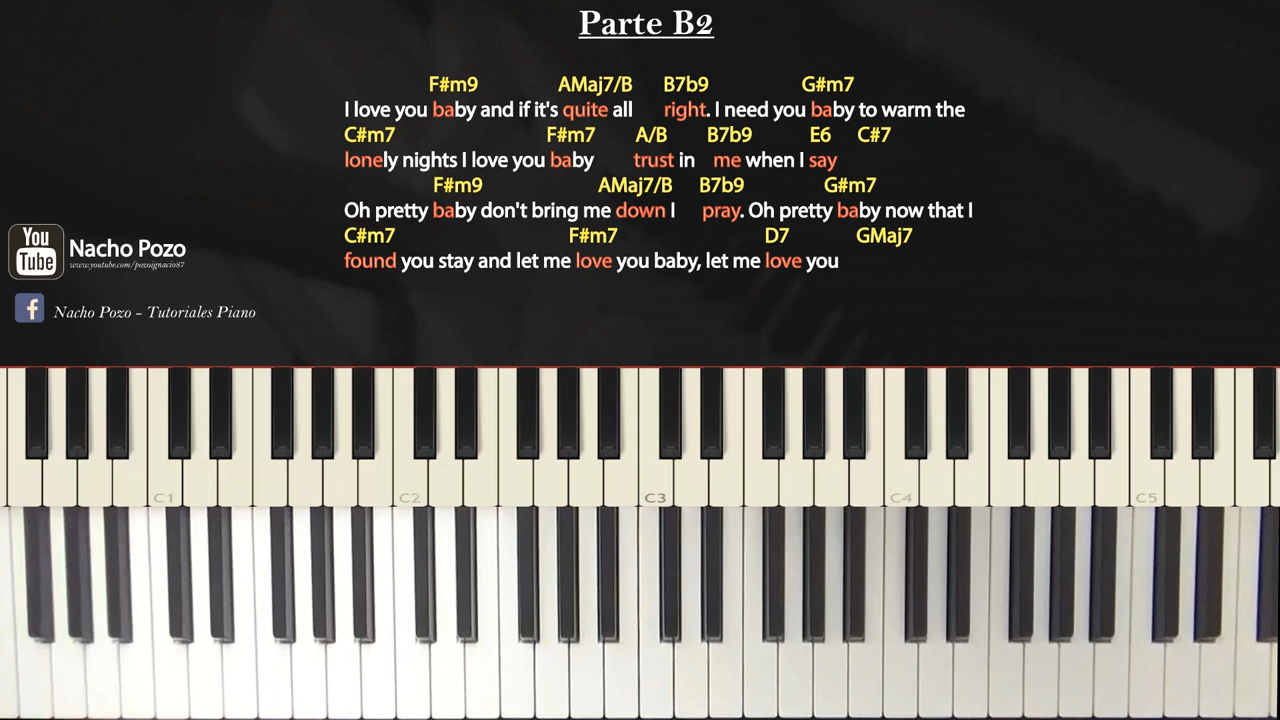 Parte B2
F#m9 AMaj7/B B7b9 G#m7
I love you baby and if it's quite all right. I need you baby to warm the
C#m7 F#m7 A/B B7b9 E6 C#7
lonely nights I love you baby trust in me when I say
F#m9 AMaj7/B B7b9 G#m7
Oh pretty baby don't bring me down I pray. Oh pretty baby now that I
C#m7 F#m7 D7 GMaj7
found you stay and let me love you baby, let me love you
You
Tube
Nacho Pozo
www.youtube.com/pozoignacio87
f
Nacho Pozo - Tutoriales Piano
C1 C2 C3 C4 C5